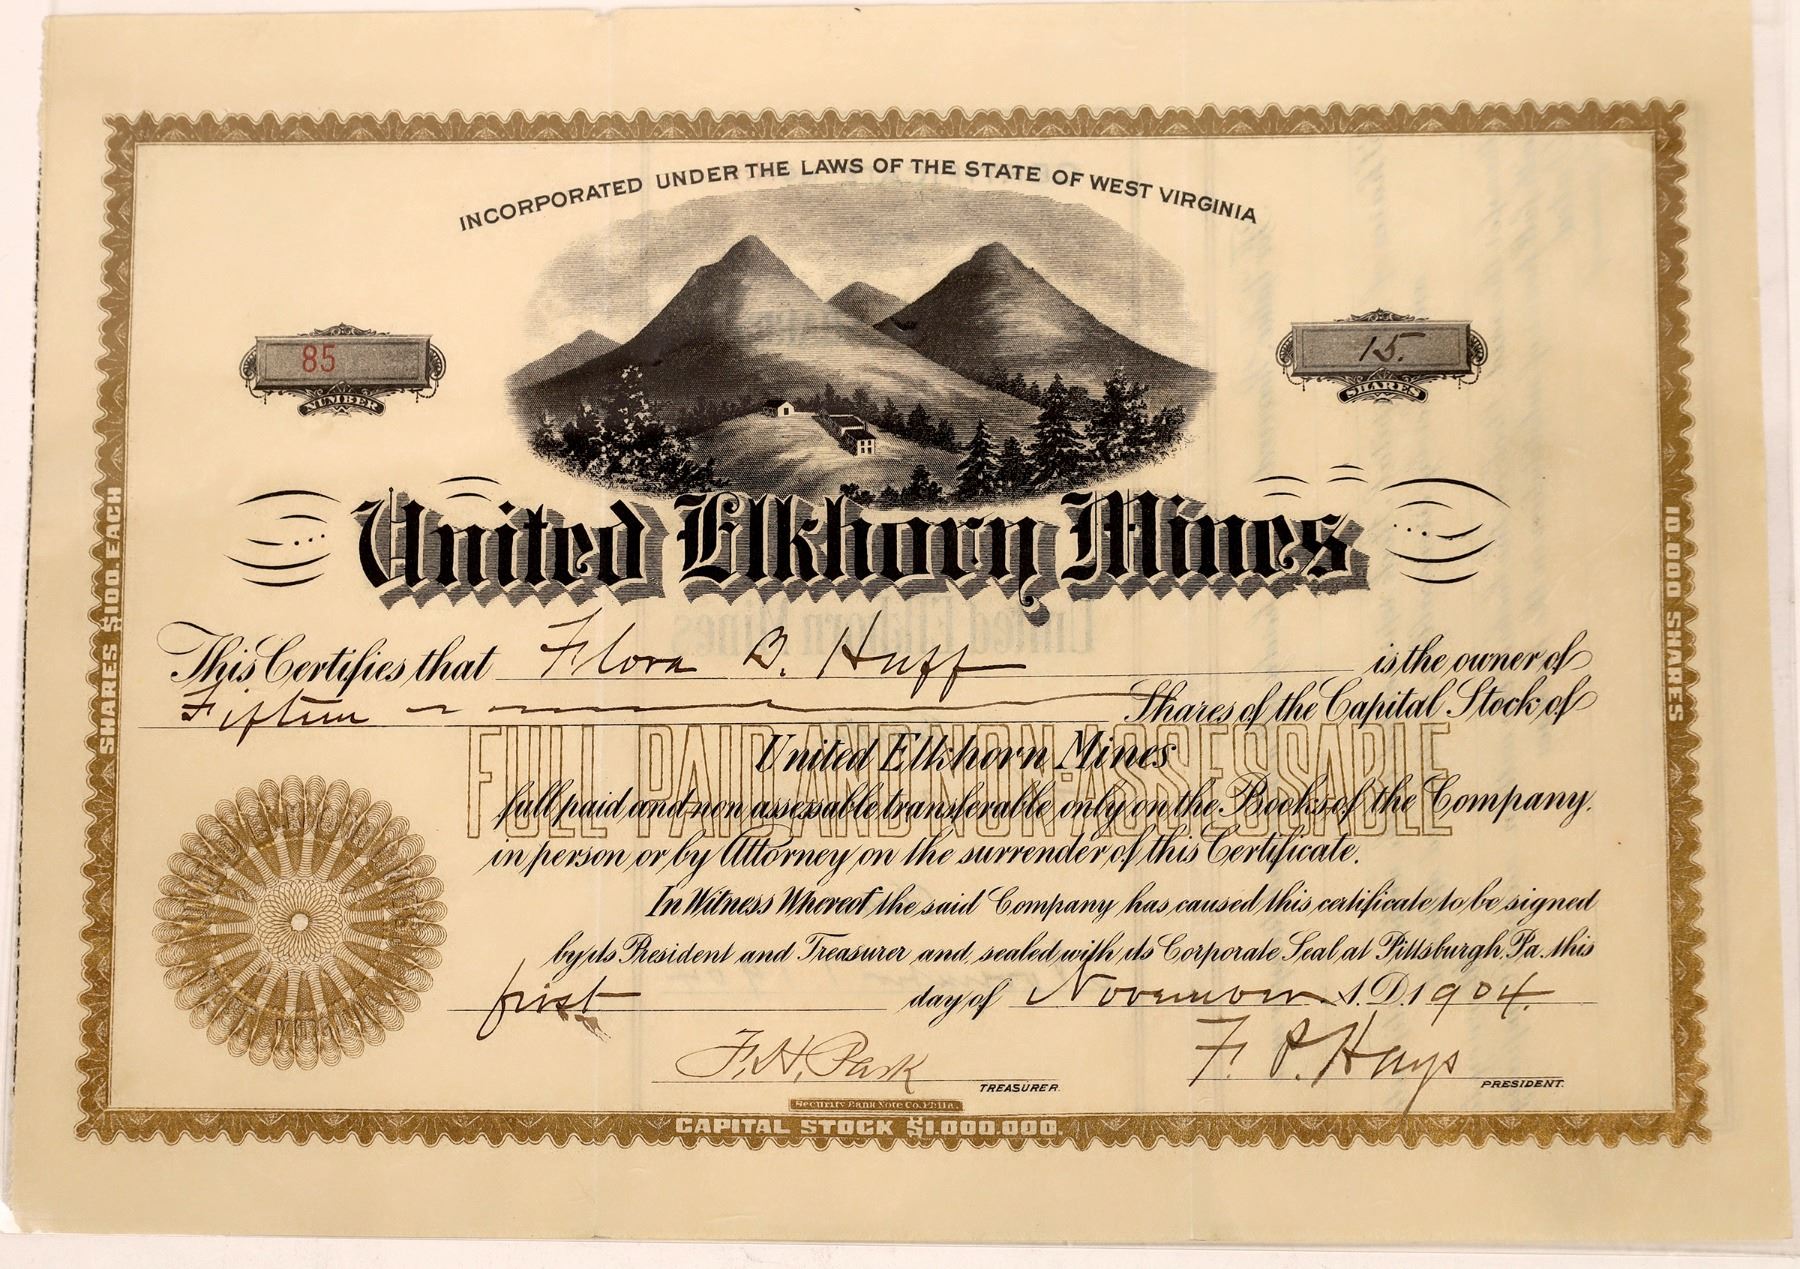 INCORPORATED UNDER THE LAWS OF THE STATE OF WEST VIRGINIA
85
NUMBER
15.
SHARES
United Elkhorn Mines
This Certifies that Flora B. Huff is the owner of
Fifteen Shares of the Capital Stock of
FULL PAID AND NON-ASSESSABLE
United Elkhorn Mines
full paid and non assessable transferable only on the Books of the Company.
in person or by Attorney on the surrender of this Certificate.
In Witness Whereof the said Company has caused this certificate to be signed
by its President and Treasurer and sealed with its Corporate Seal at Pittsburgh, Pa. this
first day of November A.D. 1904.
F. H. Park TREASURER.
F. P. Hays PRESIDENT.
Security Bank Note Co. Phila.
CAPITAL STOCK $1,000,000.
SHARES $100. EACH
10,000 SHARES